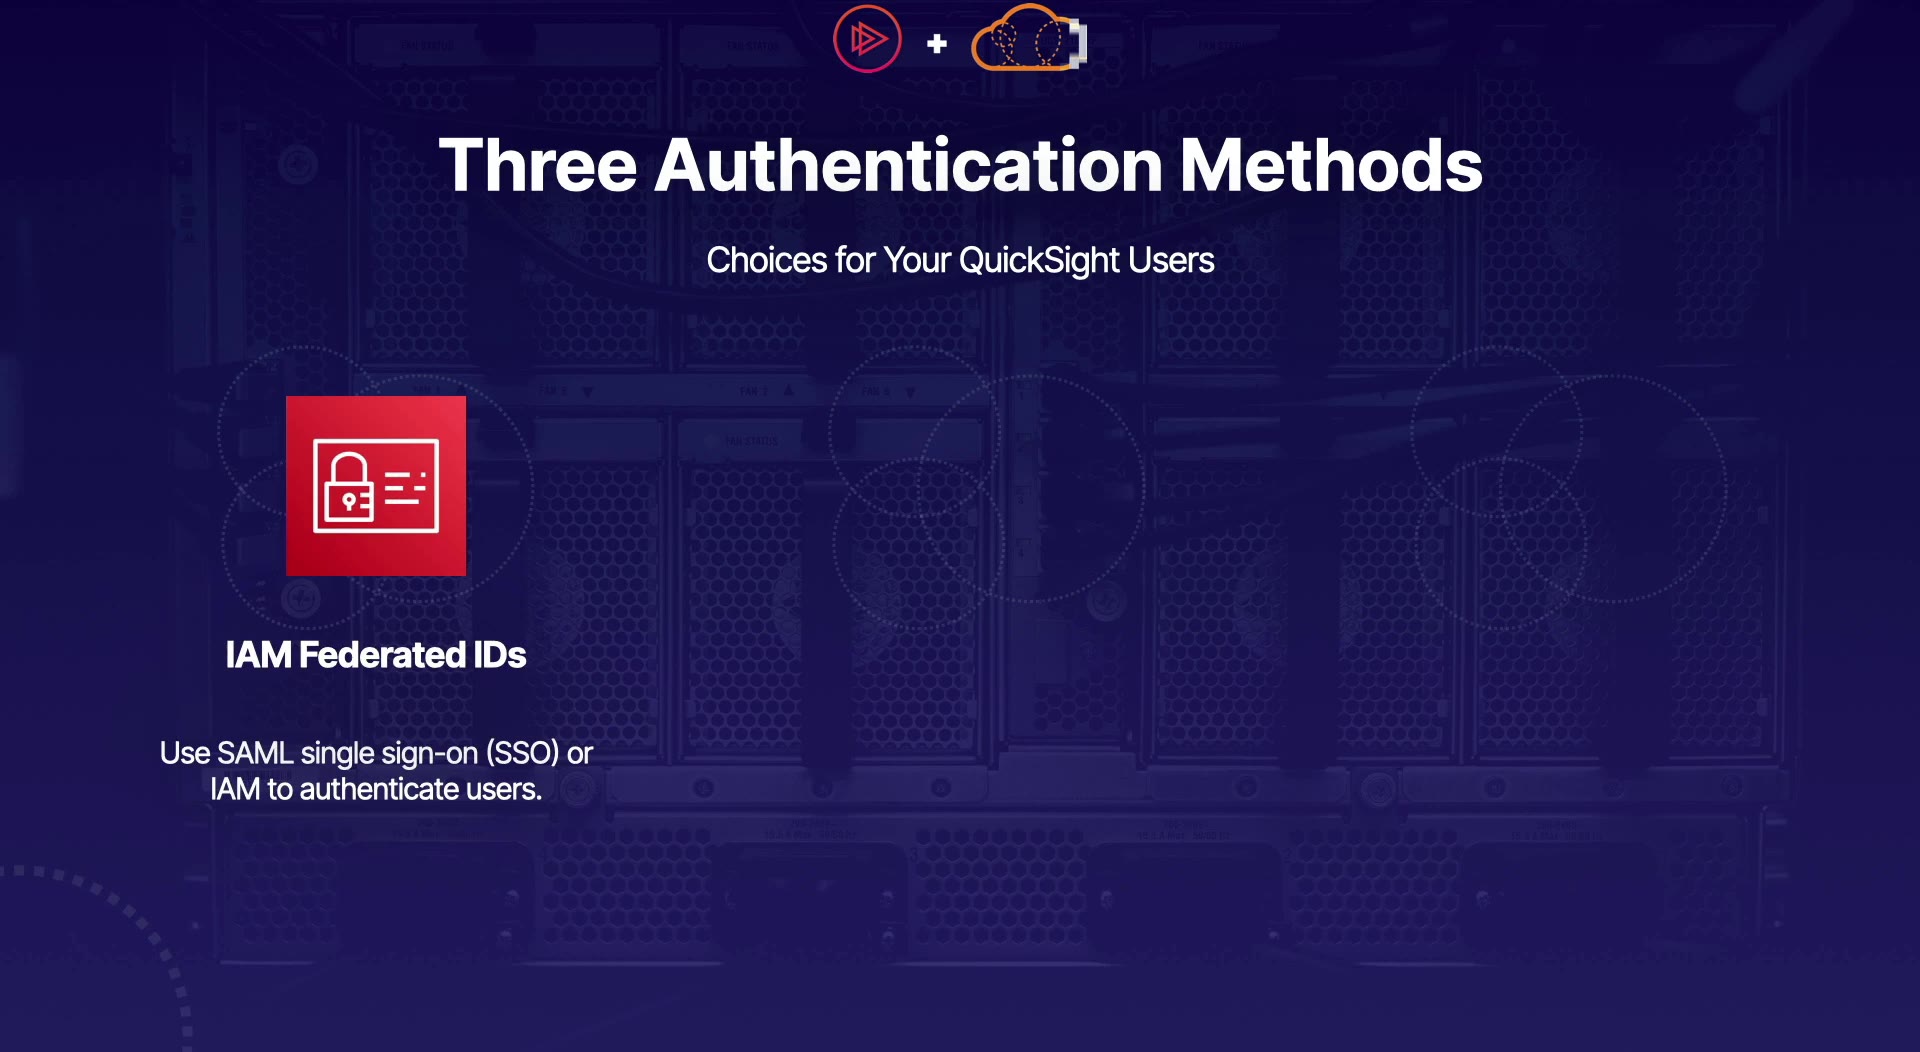 Three Authentication Methods
Choices for Your QuickSight Users
IAM Federated IDs
Use SAML single sign-on (SSO) or
IAM to authenticate users.